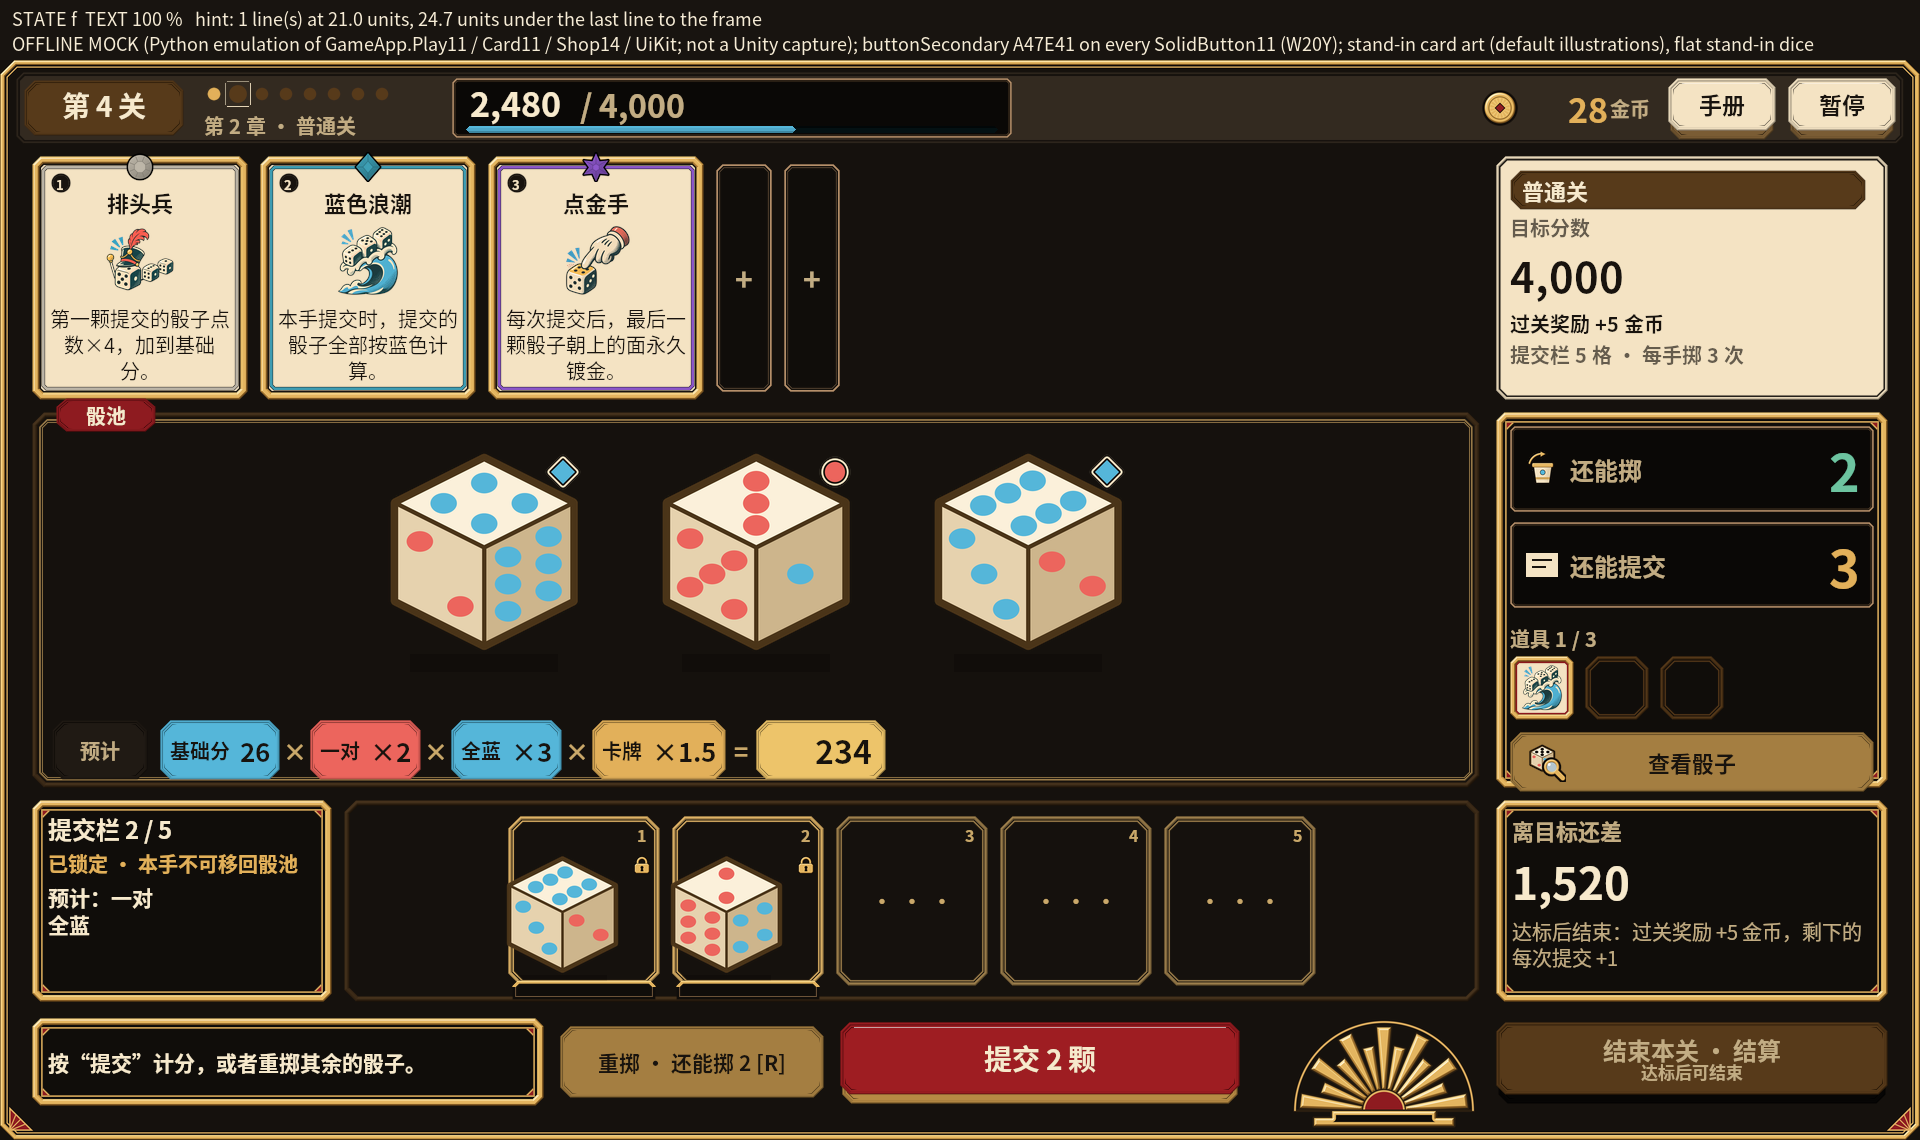 STATE f TEXT 100 % hint: 1 line(s) at 21.0 units, 24.7 units under the last line to the frame
OFFLINE MOCK (Python emulation of GameApp.Play11 / Card11 / Shop14 / UiKit; not a Unity capture); buttonSecondary A47E41 on every SolidButton11 (W20Y); stand-in card art (default illustrations), flat stand-in dice
第 4 关
第 2 章 · 普通关
2,480 / 4,000
28 金币
手册
暂停
1
排头兵
第一颗提交的骰子点
数×4，加到基础
分。
2
蓝色浪潮
本手提交时，提交的
骰子全部按蓝色计
算。
3
点金手
每次提交后，最后一
颗骰子朝上的面永久
镀金。
+
+
普通关
目标分数
4,000
过关奖励 +5 金币
提交栏 5 格 · 每手掷 3 次
骰池
还能掷 2
还能提交 3
道具 1 / 3
查看骰子
预计 基础分 26 × 一对 ×2 × 全蓝 ×3 × 卡牌 ×1.5 = 234
提交栏 2 / 5
已锁定 · 本手不可移回骰池
预计：一对
全蓝
1
2
3
4
5
离目标还差
1,520
达标后结束：过关奖励 +5 金币，剩下的
每次提交 +1
按“提交”计分，或者重掷其余的骰子。
重掷 · 还能掷 2 [R]
提交 2 颗
结束本关 · 结算
达标后可结束